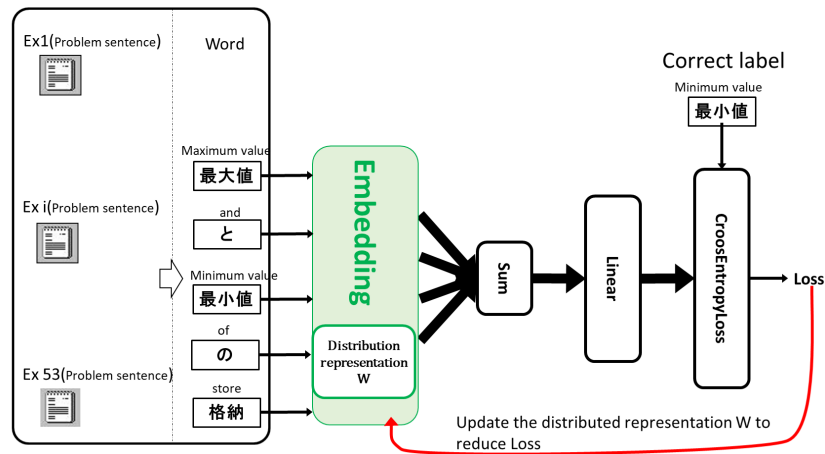 Ex1(Problem sentence)
Word
Maximum value
最大値
and
と
Ex i(Problem sentence)
Minimum value
最小値
of
の
Ex 53(Problem sentence)
store
格納
Embedding
Distribution
representation
W
Sum
Linear
Correct label
Minimum value
最小値
CroosEntropyLoss
Loss
Update the distributed representation W to
reduce Loss